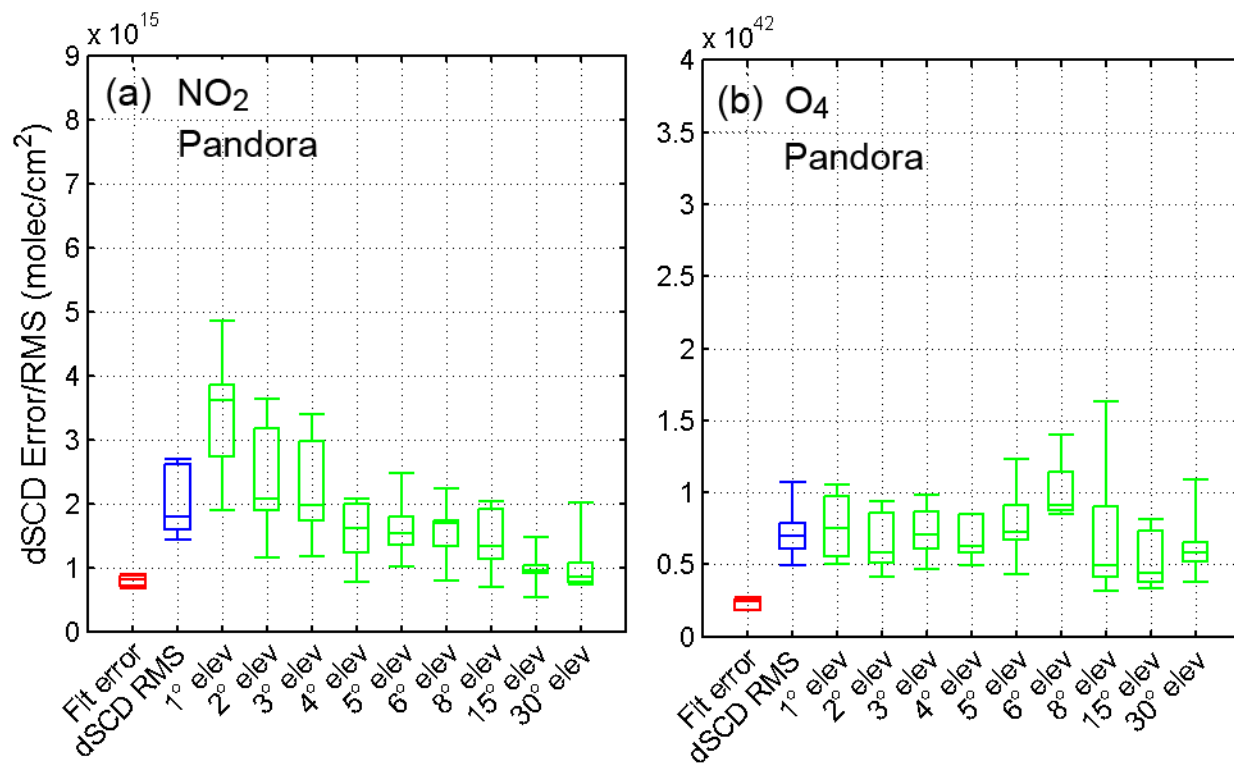 x 10^15
9
8
7
6
5
4
3
2
1
0
dSCD Error/RMS (molec/cm²)
(a) NO₂
Pandora
Fit error
dSCD RMS
1° elev
2° elev
3° elev
4° elev
5° elev
6° elev
8° elev
15° elev
30° elev
x 10^42
4
3.5
3
2.5
2
1.5
1
0.5
0
(b) O₄
Pandora
Fit error
dSCD RMS
1° elev
2° elev
3° elev
4° elev
5° elev
6° elev
8° elev
15° elev
30° elev